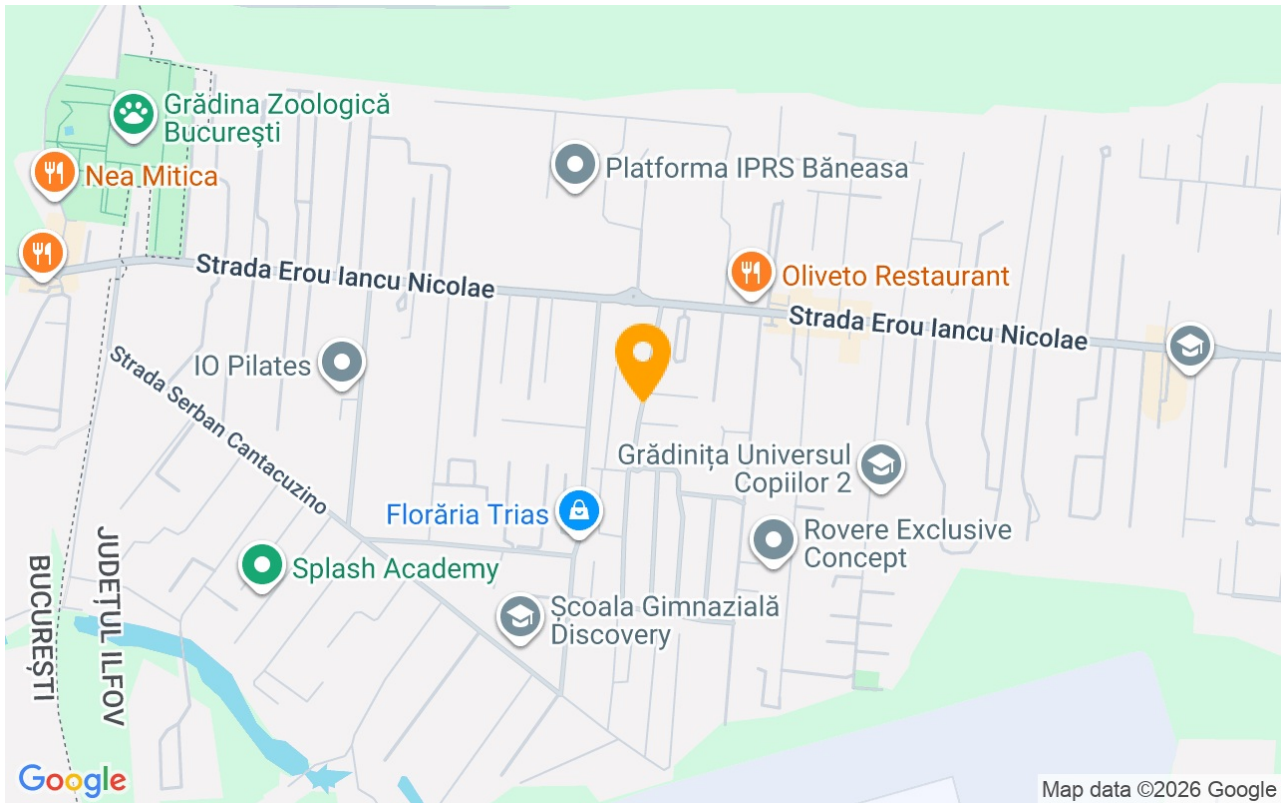 Grădina Zoologică
Bucureşti
Nea Mitica
Platforma IPRS Băneasa
Strada Erou Iancu Nicolae
Oliveto Restaurant
Strada Erou Iancu Nicolae
IO Pilates
Strada Serban Cantacuzino
Grădinița Universul
Copiilor 2
Florăria Trias
Rovere Exclusive
Concept
Splash Academy
Școala Gimnazială
Discovery
JUDEȚUL ILFOV
BUCUREȘTI
Google
Map data ©2026 Google